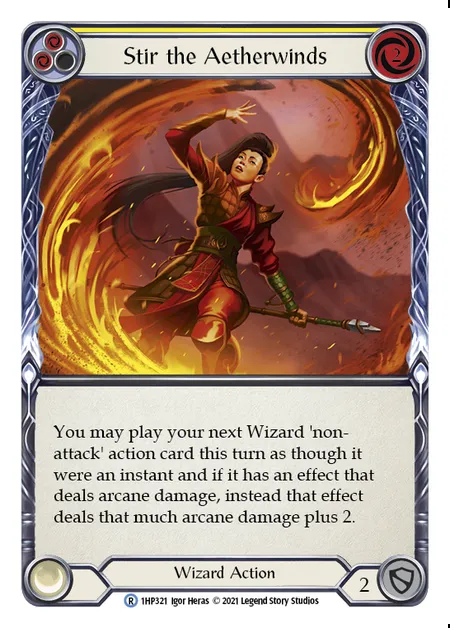 2
Stir the Aetherwinds
You may play your next Wizard 'non-
attack' action card this turn as though it
were an instant and if it has an effect that
deals arcane damage, instead that effect
deals that much arcane damage plus 2.
Wizard Action
2
R 1HP321 Igor Heras © 2021 Legend Story Studios